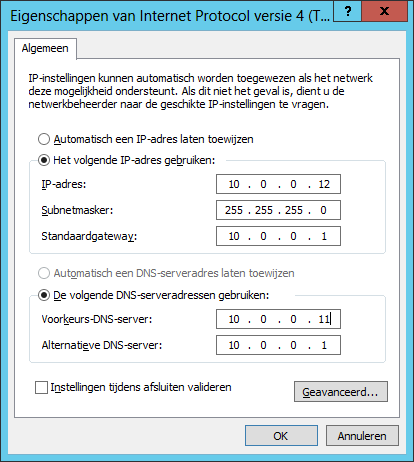 Eigenschappen van Internet Protocol versie 4 (T... ? x
Algemeen
IP-instellingen kunnen automatisch worden toegewezen als het netwerk
deze mogelijkheid ondersteunt. Als dit niet het geval is, dient u de
netwerkbeheerder naar de geschikte IP-instellingen te vragen.
Automatisch een IP-adres laten toewijzen
Het volgende IP-adres gebruiken:
IP-adres: 10 . 0 . 0 . 12
Subnetmasker: 255 . 255 . 255 . 0
Standaardgateway: 10 . 0 . 0 . 1
Automatisch een DNS-serveradres laten toewijzen
De volgende DNS-serveradressen gebruiken:
Voorkeurs-DNS-server: 10 . 0 . 0 . 11
Alternatieve DNS-server: 10 . 0 . 0 . 1
Instellingen tijdens afsluiten valideren
Geavanceerd...
OK Annuleren